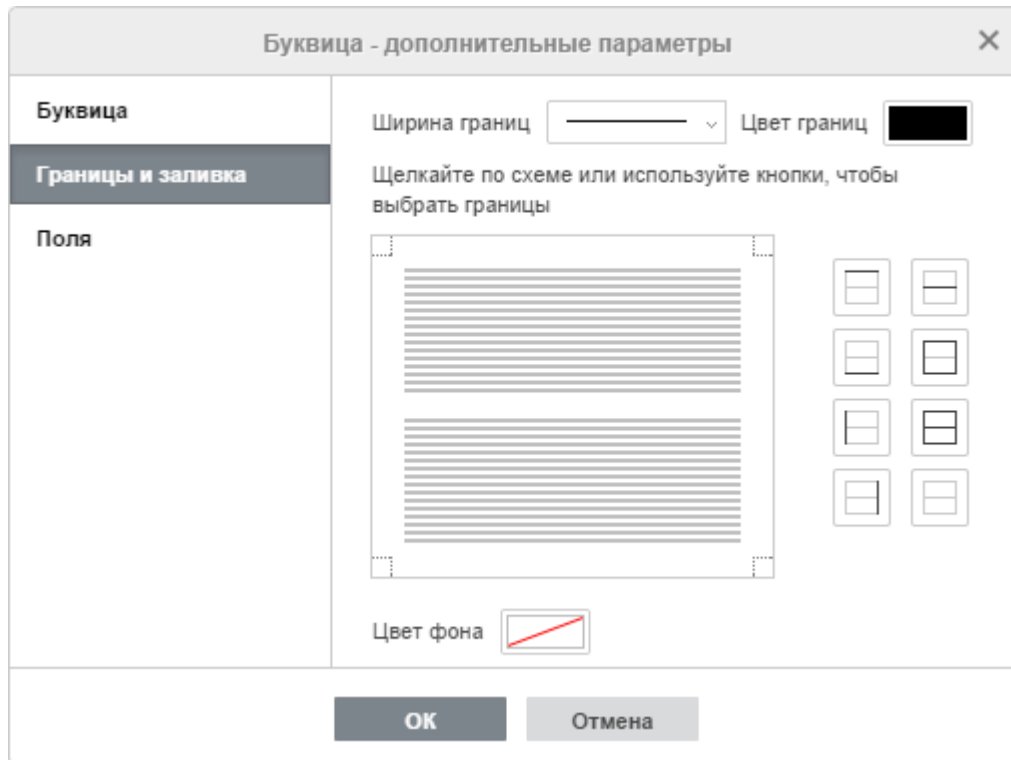 Буквица - дополнительные параметры
Буквица
Границы и заливка
Поля
Ширина границ
Цвет границ
Щелкайте по схеме или используйте кнопки, чтобы
выбрать границы
Цвет фона
ОК
Отмена